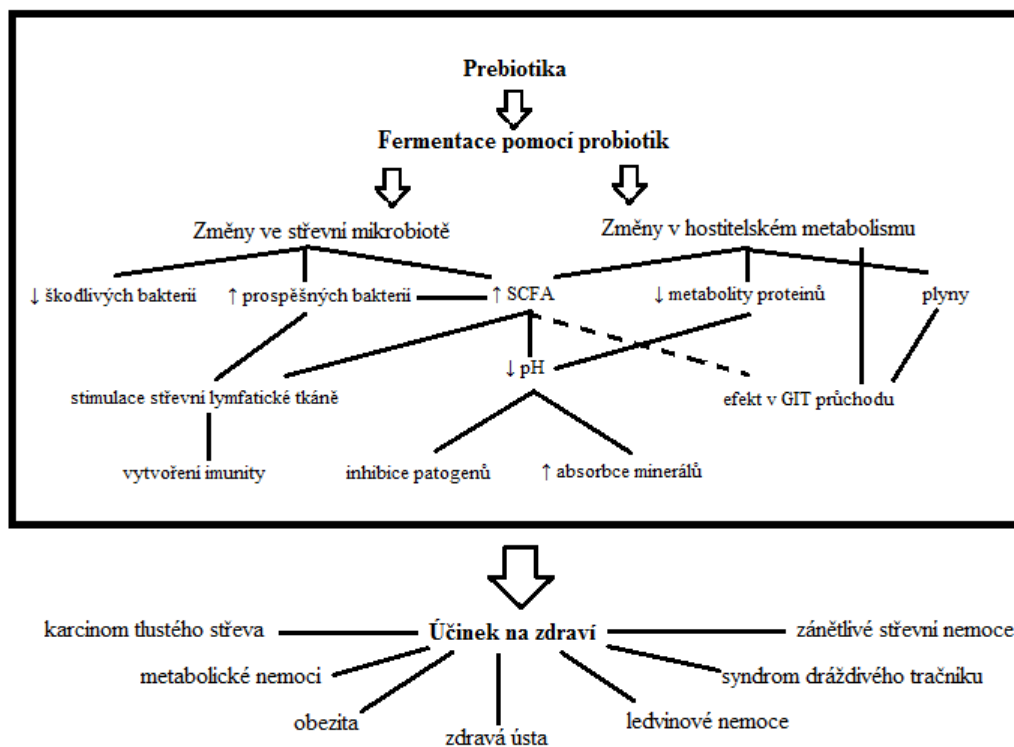 Prebiotika
Fermentace pomocí probiotik
Změny ve střevní mikrobiotě
Změny v hostitelském metabolismu
↓ škodlivých bakterii
↑ prospěšných bakterii
↑ SCFA
↓ metabolity proteinů
plyny
↓ pH
stimulace střevní lymfatické tkáně
efekt v GIT průchodu
vytvoření imunity
inhibice patogenů
↑ absorbce minerálů
Účinek na zdraví
karcinom tlustého střeva
zánětlivé střevní nemoce
metabolické nemoci
syndrom dráždivého tračníku
obezita
ledvinové nemoce
zdravá ústa